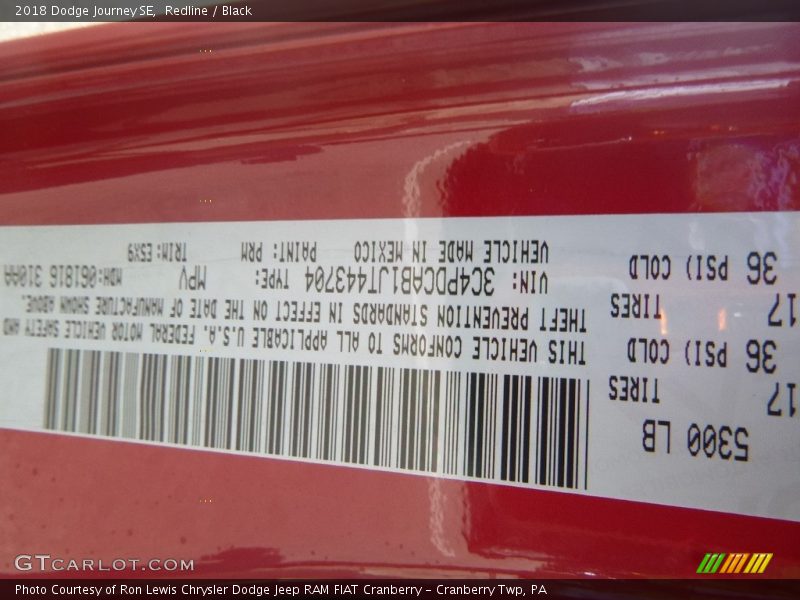 2018 Dodge Journey SE, Redline / Black
5300 LB
17
TIRES
36 PSI) COLD
17
TIRES
36 PSI) COLD
THIS VEHICLE CONFORMS TO ALL APPLICABLE U.S.A. FEDERAL MOTOR VEHICLE SAFETY AND
THEFT PREVENTION STANDARDS IN EFFECT ON THE DATE OF MANUFACTURE SHOWN ABOVE.
VIN: 3C4PDCAB1JT443704 TYPE: MPV MDH: 061816 310AA
VEHICLE MADE IN MEXICO PAINT: PRM TRIM: E5X9
GTCARLOT.COM
Photo Courtesy of Ron Lewis Chrysler Dodge Jeep RAM FIAT Cranberry – Cranberry Twp, PA